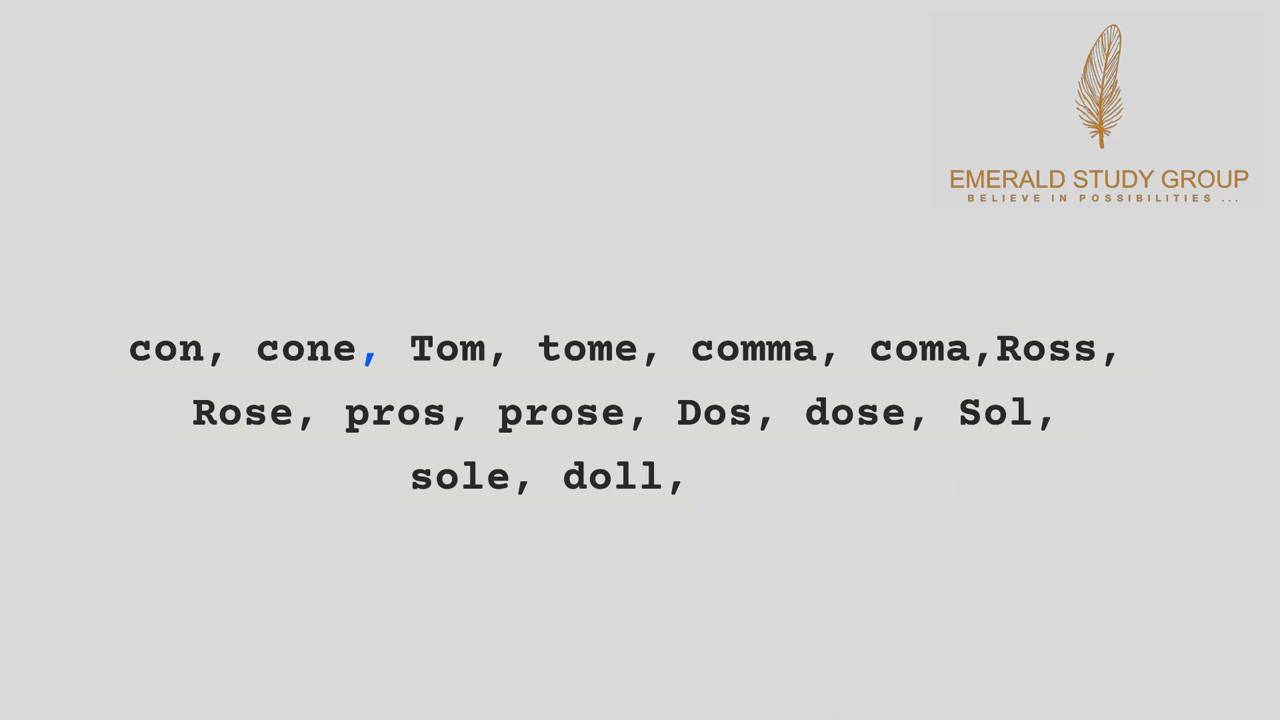 EMERALD STUDY GROUP
BELIEVE IN POSSIBILITIES ...
con, cone, Tom, tome, comma, coma,Ross,
Rose, pros, prose, Dos, dose, Sol,
sole, doll,